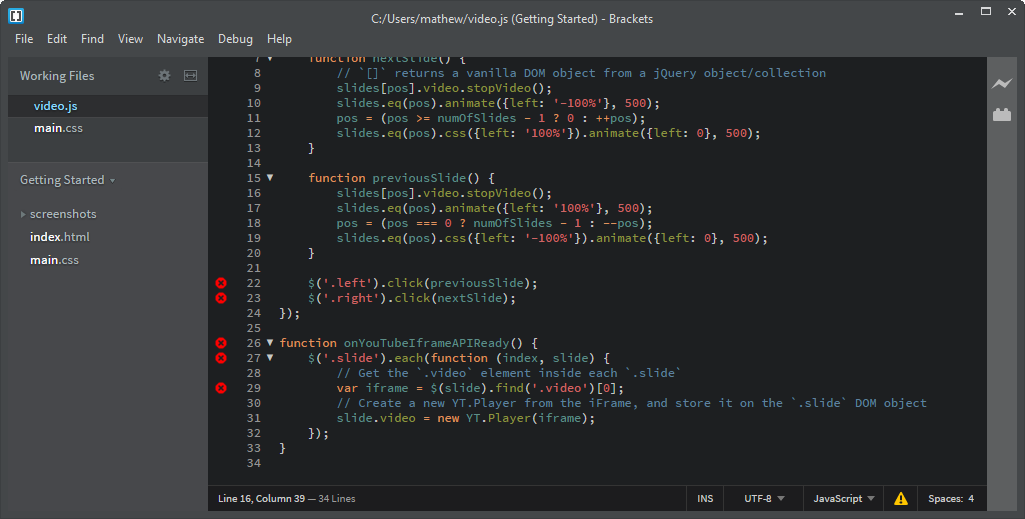 C:/Users/mathew/video.js (Getting Started) - Brackets
File Edit Find View Navigate Debug Help
Working Files
video.js
main.css
Getting Started
screenshots
index.html
main.css
7 function nextSlide() {
8 // `[]` returns a vanilla DOM object from a jQuery object/collection
9 slides[pos].video.stopVideo();
10 slides.eq(pos).animate({left: '-100%'}, 500);
11 pos = (pos >= numOfSlides - 1 ? 0 : ++pos);
12 slides.eq(pos).css({left: '100%'}).animate({left: 0}, 500);
13 }
14
15 function previousSlide() {
16 slides[pos].video.stopVideo();
17 slides.eq(pos).animate({left: '100%'}, 500);
18 pos = (pos === 0 ? numOfSlides - 1 : --pos);
19 slides.eq(pos).css({left: '-100%'}).animate({left: 0}, 500);
20 }
21
22 $('.left').click(previousSlide);
23 $('.right').click(nextSlide);
24 });
25
26 function onYouTubeIframeAPIReady() {
27 $('.slide').each(function (index, slide) {
28 // Get the `.video` element inside each `.slide`
29 var iframe = $(slide).find('.video')[0];
30 // Create a new YT.Player from the iFrame, and store it on the `.slide` DOM object
31 slide.video = new YT.Player(iframe);
32 });
33 }
34
Line 16, Column 39 — 34 Lines INS UTF-8 JavaScript Spaces: 4